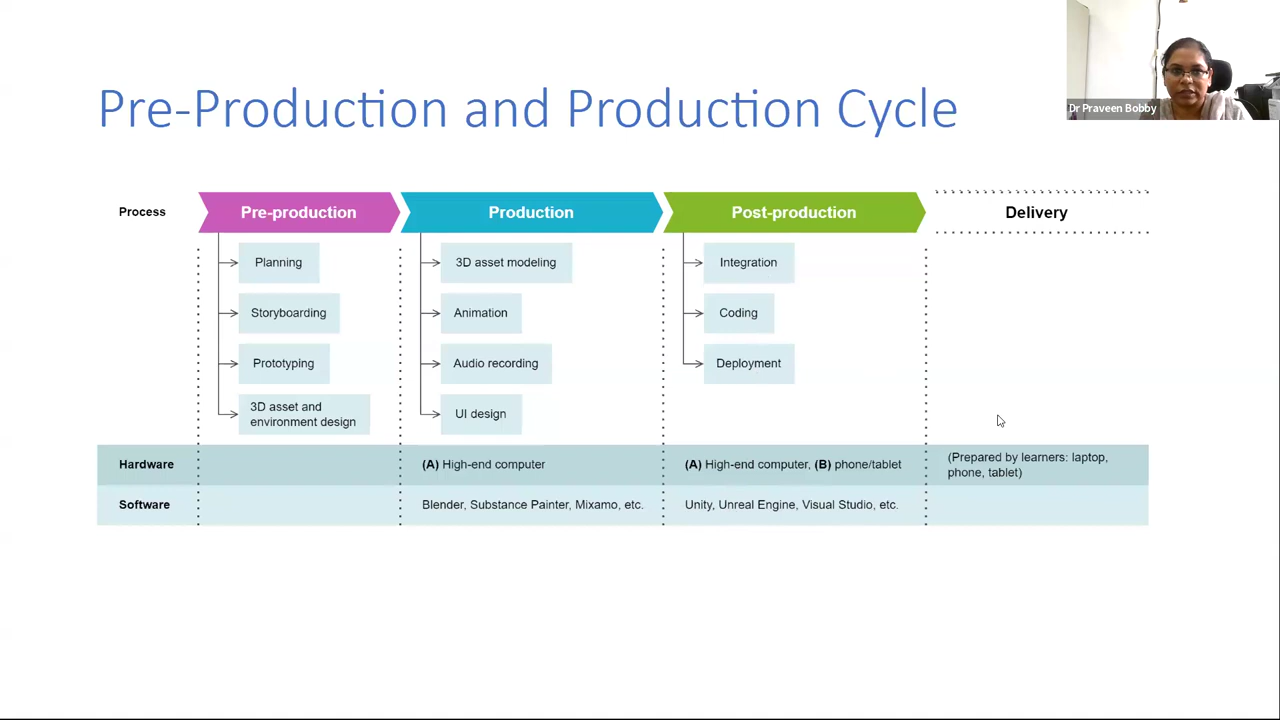 Dr Praveen Bobby
Pre-Production and Production Cycle
Process
Pre-production
Production
Post-production
Delivery
Planning
Storyboarding
Prototyping
3D asset and
environment design
3D asset modeling
Animation
Audio recording
UI design
Integration
Coding
Deployment
Hardware
(A) High-end computer
(A) High-end computer, (B) phone/tablet
(Prepared by learners: laptop,
phone, tablet)
Software
Blender, Substance Painter, Mixamo, etc.
Unity, Unreal Engine, Visual Studio, etc.